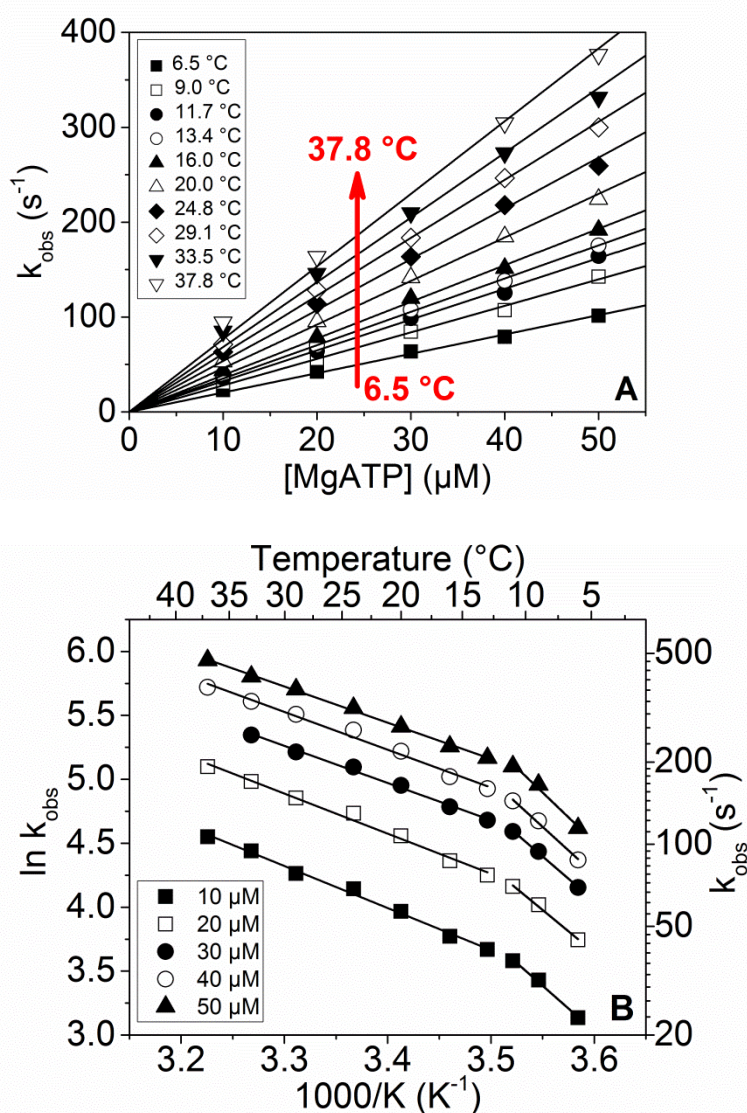 400
300
200
100
0
k_obs (s⁻¹)
6.5 °C
9.0 °C
11.7 °C
13.4 °C
16.0 °C
20.0 °C
24.8 °C
29.1 °C
33.5 °C
37.8 °C
37.8 °C
6.5 °C
A
0 10 20 30 40 50
[MgATP] (µM)
Temperature (°C)
40 35 30 25 20 15 10 5
6.0
5.5
5.0
4.5
4.0
3.5
3.0
ln k_obs
500
200
100
50
20
k_obs (s⁻¹)
10 µM
20 µM
30 µM
40 µM
50 µM
B
3.2 3.3 3.4 3.5 3.6
1000/K (K⁻¹)